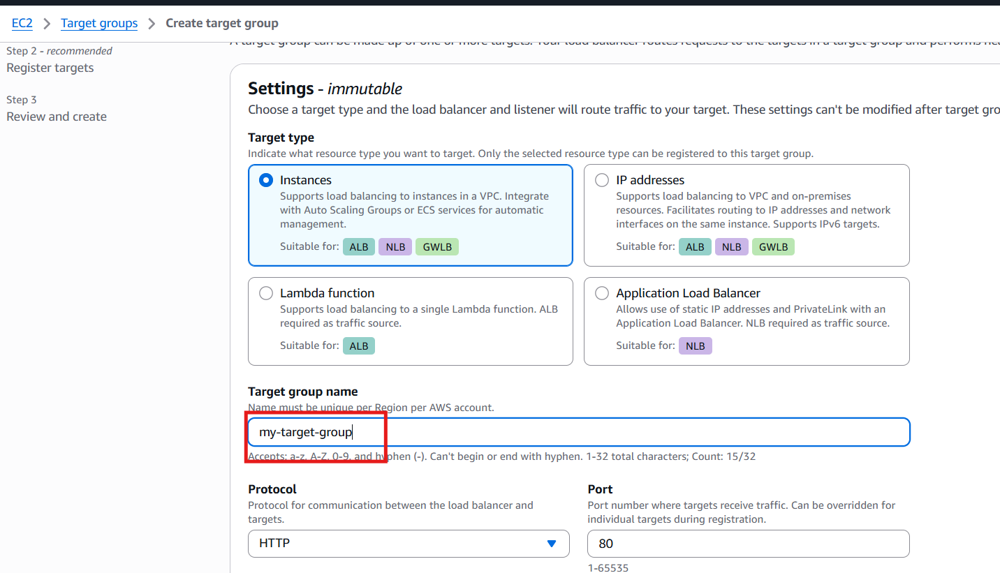 EC2 > Target groups > Create target group
Step 2 - recommended
Register targets
Step 3
Review and create
A target group can be made up of one or more targets. Your load balancer routes requests to the targets in a target group and performs hea
Settings - immutable
Choose a target type and the load balancer and listener will route traffic to your target. These settings can't be modified after target gro
Target type
Indicate what resource type you want to target. Only the selected resource type can be registered to this target group.
Instances
Supports load balancing to instances in a VPC. Integrate
with Auto Scaling Groups or ECS services for automatic
management.
Suitable for: ALB NLB GWLB
IP addresses
Supports load balancing to VPC and on-premises
resources. Facilitates routing to IP addresses and network
interfaces on the same instance. Supports IPv6 targets.
Suitable for: ALB NLB GWLB
Lambda function
Supports load balancing to a single Lambda function. ALB
required as traffic source.
Suitable for: ALB
Application Load Balancer
Allows use of static IP addresses and PrivateLink with an
Application Load Balancer. NLB required as traffic source.
Suitable for: NLB
Target group name
Name must be unique per Region per AWS account.
my-target-group
Accepts: a-z, A-Z, 0-9, and hyphen (-). Can't begin or end with hyphen. 1-32 total characters; Count: 15/32
Protocol
Protocol for communication between the load balancer and
targets.
HTTP
Port
Port number where targets receive traffic. Can be overridden for
individual targets during registration.
80
1-65535